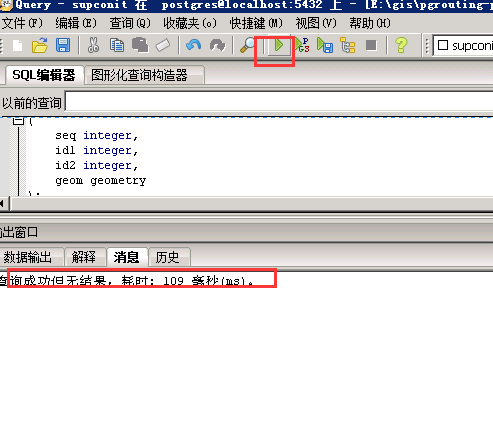 Query - supconit 在 postgres@localhost:5432 上 - [E:\gis\pgrouting-p
文件(F) 编辑(E) 查询(Q) 收藏夹(o) 快捷键(M) 视图(V) 帮助(H)
supconit
SQL编辑器 图形化查询构造器
以前的查询
(
seq integer,
id1 integer,
id2 integer,
geom geometry
);
输出窗口
数据输出 解释 消息 历史
查询成功但无结果，耗时: 109 毫秒(ms)。